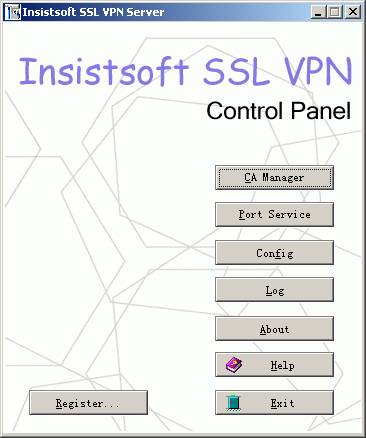 Insistsoft SSL VPN Server
Insistsoft SSL VPN
Control Panel
CA Manager
Port Service
Config
Log
About
Help
Register...
Exit